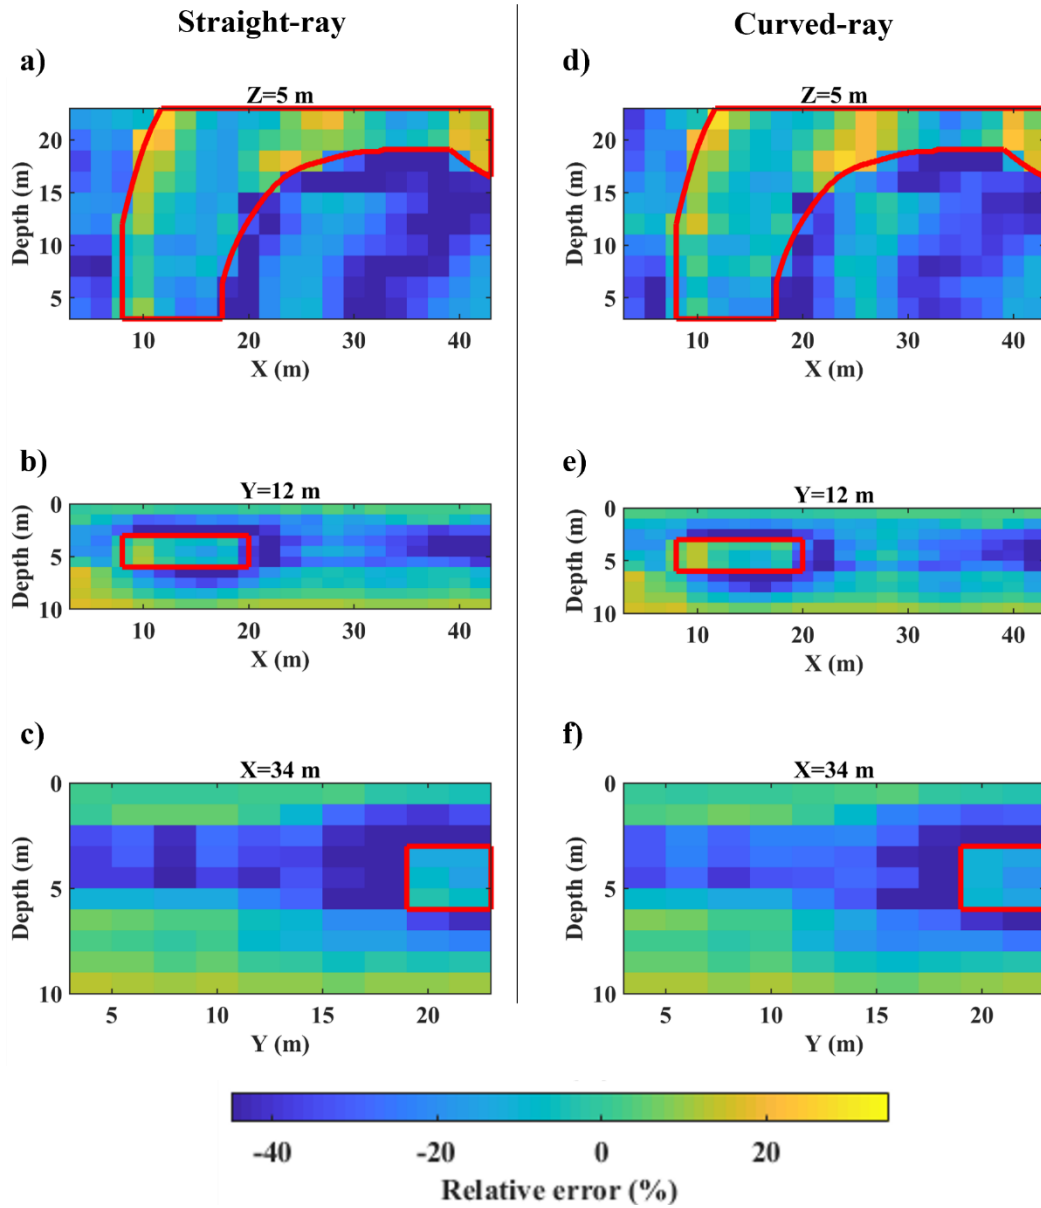 Straight-ray
Curved-ray
a)
Z=5 m
20
15
10
5
Depth (m)
10 20 30 40
X (m)
d)
Z=5 m
20
15
10
5
Depth (m)
10 20 30 40
X (m)
b)
Y=12 m
0
5
10
Depth (m)
10 20 30 40
X (m)
e)
Y=12 m
0
5
10
Depth (m)
10 20 30 40
X (m)
c)
X=34 m
0
5
10
Depth (m)
5 10 15 20
Y (m)
f)
X=34 m
0
5
10
Depth (m)
5 10 15 20
Y (m)
-40 -20 0 20
Relative error (%)